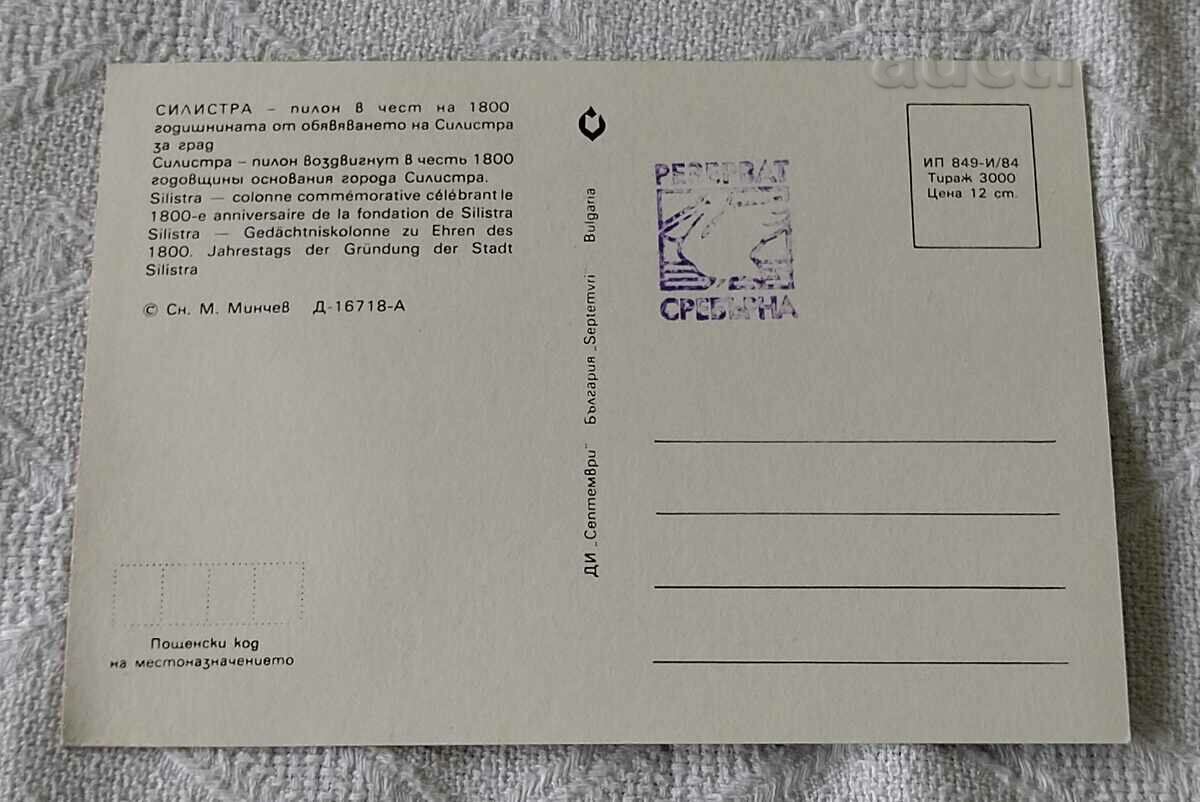 СИЛИСТРА – пилон в чест на 1800
годишнината от обявяването на Силистра
за град
Силистра – пилон воздвигнут в честь 1800
годовщины основания города Силистра.
Silistra — colonne commémorative célébrant le
1800-e anniversaire de la fondation de Silistra
Silistra — Gedächtniskolonne zu Ehren des
1800. Jahrestags der Gründung der Stadt
Silistra
© Сн. М. Минчев Д-16718-А
Пощенски код
на местоназначението
ДИ „Септември" България „Septemvri" Bulgaria
РЕЗЕРВАТ
СРЕБЪРНА
ИП 849-И/84
Тираж 3000
Цена 12 ст.